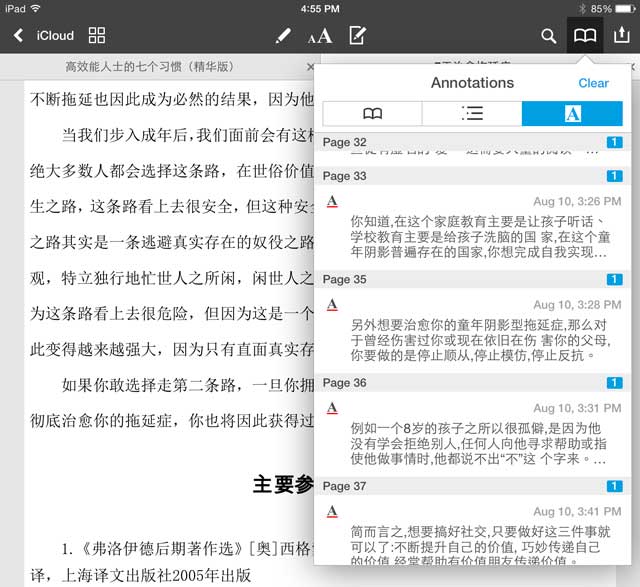 iPad
4:55 PM
85%
iCloud
AA
高效能人士的七个习惯（精华版）
不断拖延也因此成为必然的结果，因为他
当我们步入成年后，我们面前会有这样
绝大多数人都会选择这条路，在世俗价值
生之路，这条路看上去很安全，但这种安全
之路其实是一条逃避真实存在的奴役之路
观，特立独行地忙世人之所闲，闲世人之
为这条路看上去很危险，但因为这是一个
此变得越来越强大，因为只有直面真实存
如果你敢选择走第二条路，一旦你拥
彻底治愈你的拖延症，你也将因此获得过
主要参
1.《弗洛伊德后期著作选》[奥]西格
译，上海译文出版社2005年出版
Annotations
Clear
A
Page 32
1
Page 33
1
A
Aug 10, 3:26 PM
你知道,在这个家庭教育主要是让孩子听话、
学校教育主要是给孩子洗脑的国 家,在这个童
年阴影普遍存在的国家,你想完成自我实现…
Page 35
1
A
Aug 10, 3:28 PM
另外想要治愈你的童年阴影型拖延症,那么对
于曾经伤害过你或现在依旧在伤 害你的父母,
你要做的是停止顺从,停止模仿,停止反抗。
Page 36
1
A
Aug 10, 3:31 PM
例如一个8岁的孩子之所以很孤僻,是因为他
没有学会拒绝别人,任何人向他寻求帮助或指
使他做事情时,他都说不出“不”这 个字来。…
Page 37
1
A
Aug 10, 3:41 PM
简而言之,想要搞好社交,只要做好这三件事就
可以了:不断提升自己的价值, 巧妙传递自己
的价值,经常帮助有价值朋友传递价值。